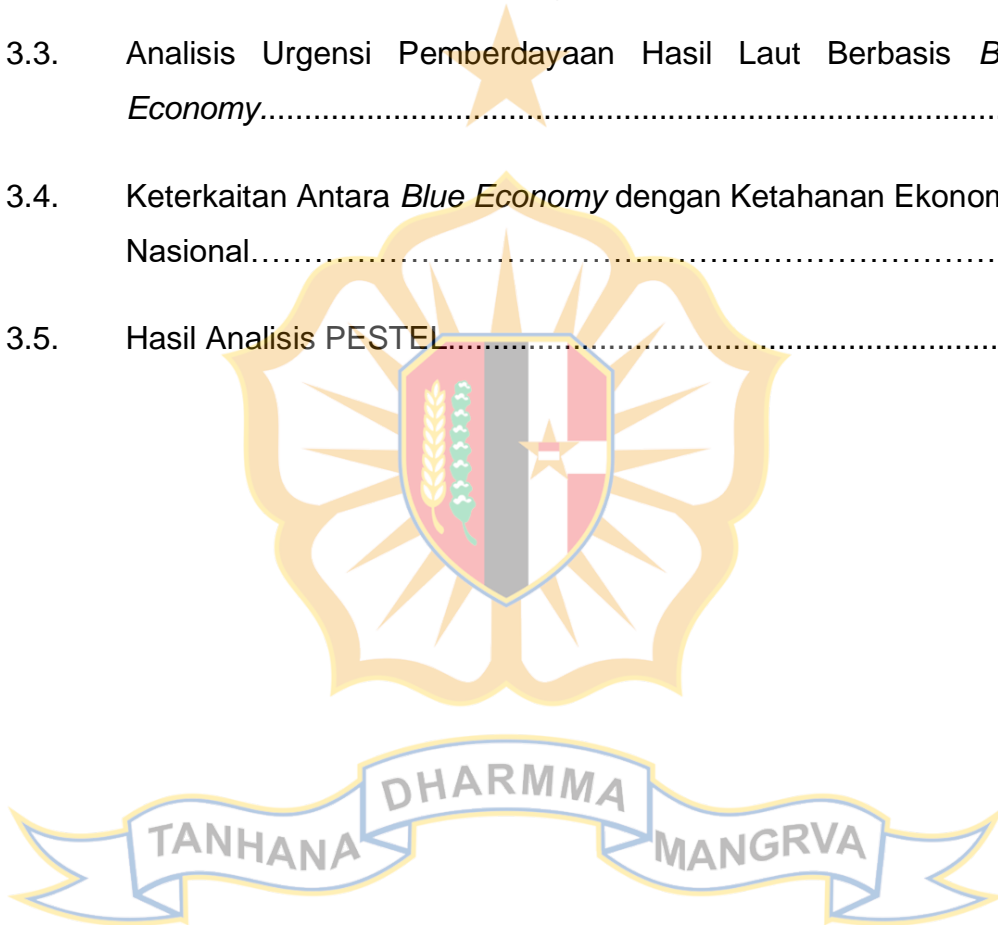 3.3. Analisis Urgensi Pemberdayaan Hasil Laut Berbasis
Economy.....................................................................................
3.4. Keterkaitan Antara Blue Economy dengan Ketahanan
Nasional……………………………………………………………………
3.5. Hasil Analisis PESTEL.................................................................
TANHANA DHARMMA MANGRVA